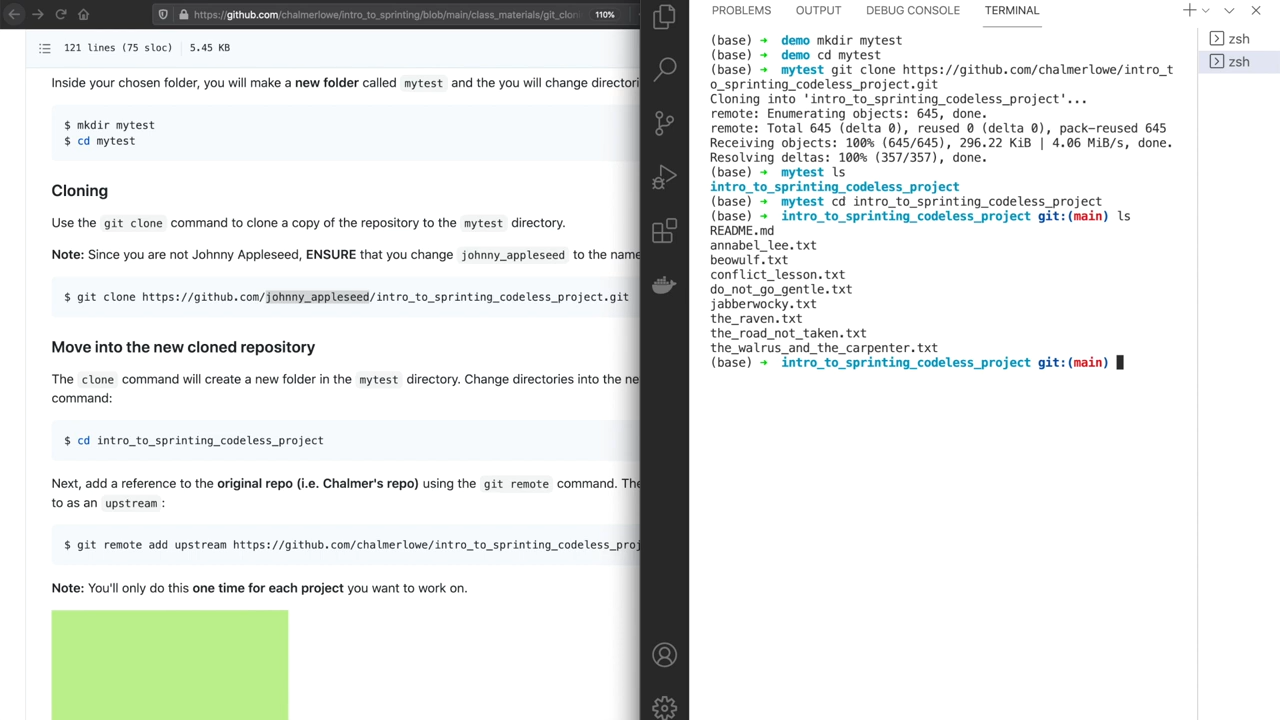 https://github.com/chalmerlowe/intro_to_sprinting/blob/main/class_materials/git_clon
110%
121 lines (75 sloc) 5.45 KB
Inside your chosen folder, you will make a new folder called mytest and the you will change directori
$ mkdir mytest
$ cd mytest
Cloning
Use the git clone command to clone a copy of the repository to the mytest directory.
Note: Since you are not Johnny Appleseed, ENSURE that you change johnny_appleseed to the name
$ git clone https://github.com/johnny_appleseed/intro_to_sprinting_codeless_project.git
Move into the new cloned repository
The clone command will create a new folder in the mytest directory. Change directories into the ne
command:
$ cd intro_to_sprinting_codeless_project
Next, add a reference to the original repo (i.e. Chalmer's repo) using the git remote command. The
to as an upstream :
$ git remote add upstream https://github.com/chalmerlowe/intro_to_sprinting_codeless_proj
Note: You'll only do this one time for each project you want to work on.
PROBLEMS OUTPUT DEBUG CONSOLE TERMINAL
(base) ➜ demo mkdir mytest
(base) ➜ demo cd mytest
(base) ➜ mytest git clone https://github.com/chalmerlowe/intro_t
o_sprinting_codeless_project.git
Cloning into 'intro_to_sprinting_codeless_project'...
remote: Enumerating objects: 645, done.
remote: Total 645 (delta 0), reused 0 (delta 0), pack-reused 645
Receiving objects: 100% (645/645), 296.22 KiB | 4.06 MiB/s, done.
Resolving deltas: 100% (357/357), done.
(base) ➜ mytest ls
intro_to_sprinting_codeless_project
(base) ➜ mytest cd intro_to_sprinting_codeless_project
(base) ➜ intro_to_sprinting_codeless_project git:(main) ls
README.md
annabel_lee.txt
beowulf.txt
conflict_lesson.txt
do_not_go_gentle.txt
jabberwocky.txt
the_raven.txt
the_road_not_taken.txt
the_walrus_and_the_carpenter.txt
(base) ➜ intro_to_sprinting_codeless_project git:(main)
zsh
zsh